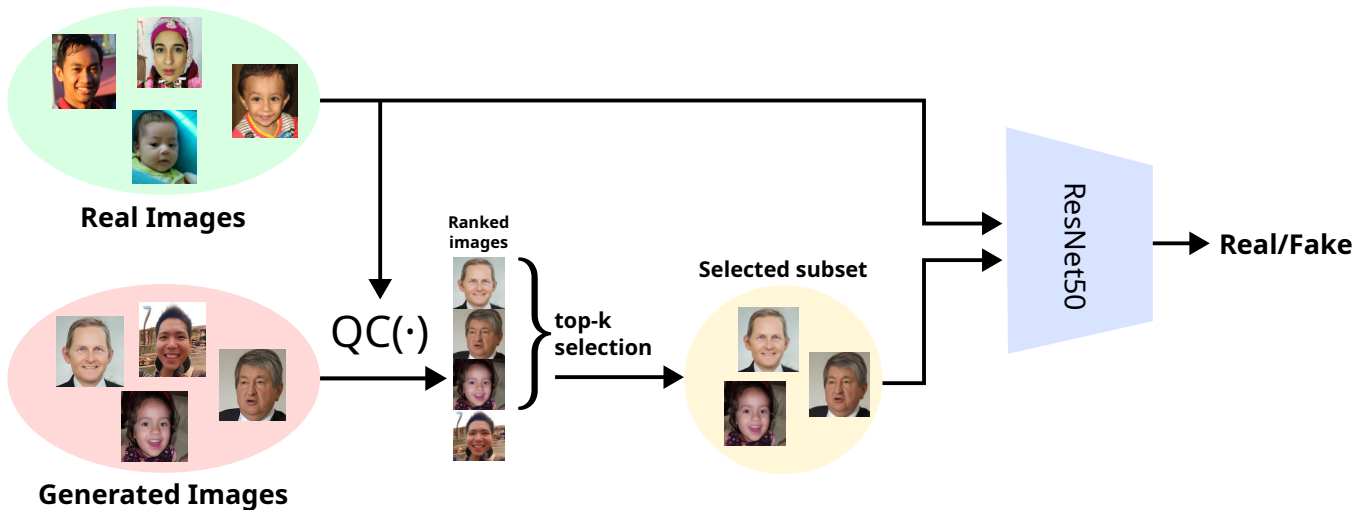 Real Images
Ranked
images
Selected subset
QC(·)
top-k
selection
ResNet50
Real/Fake
Generated Images